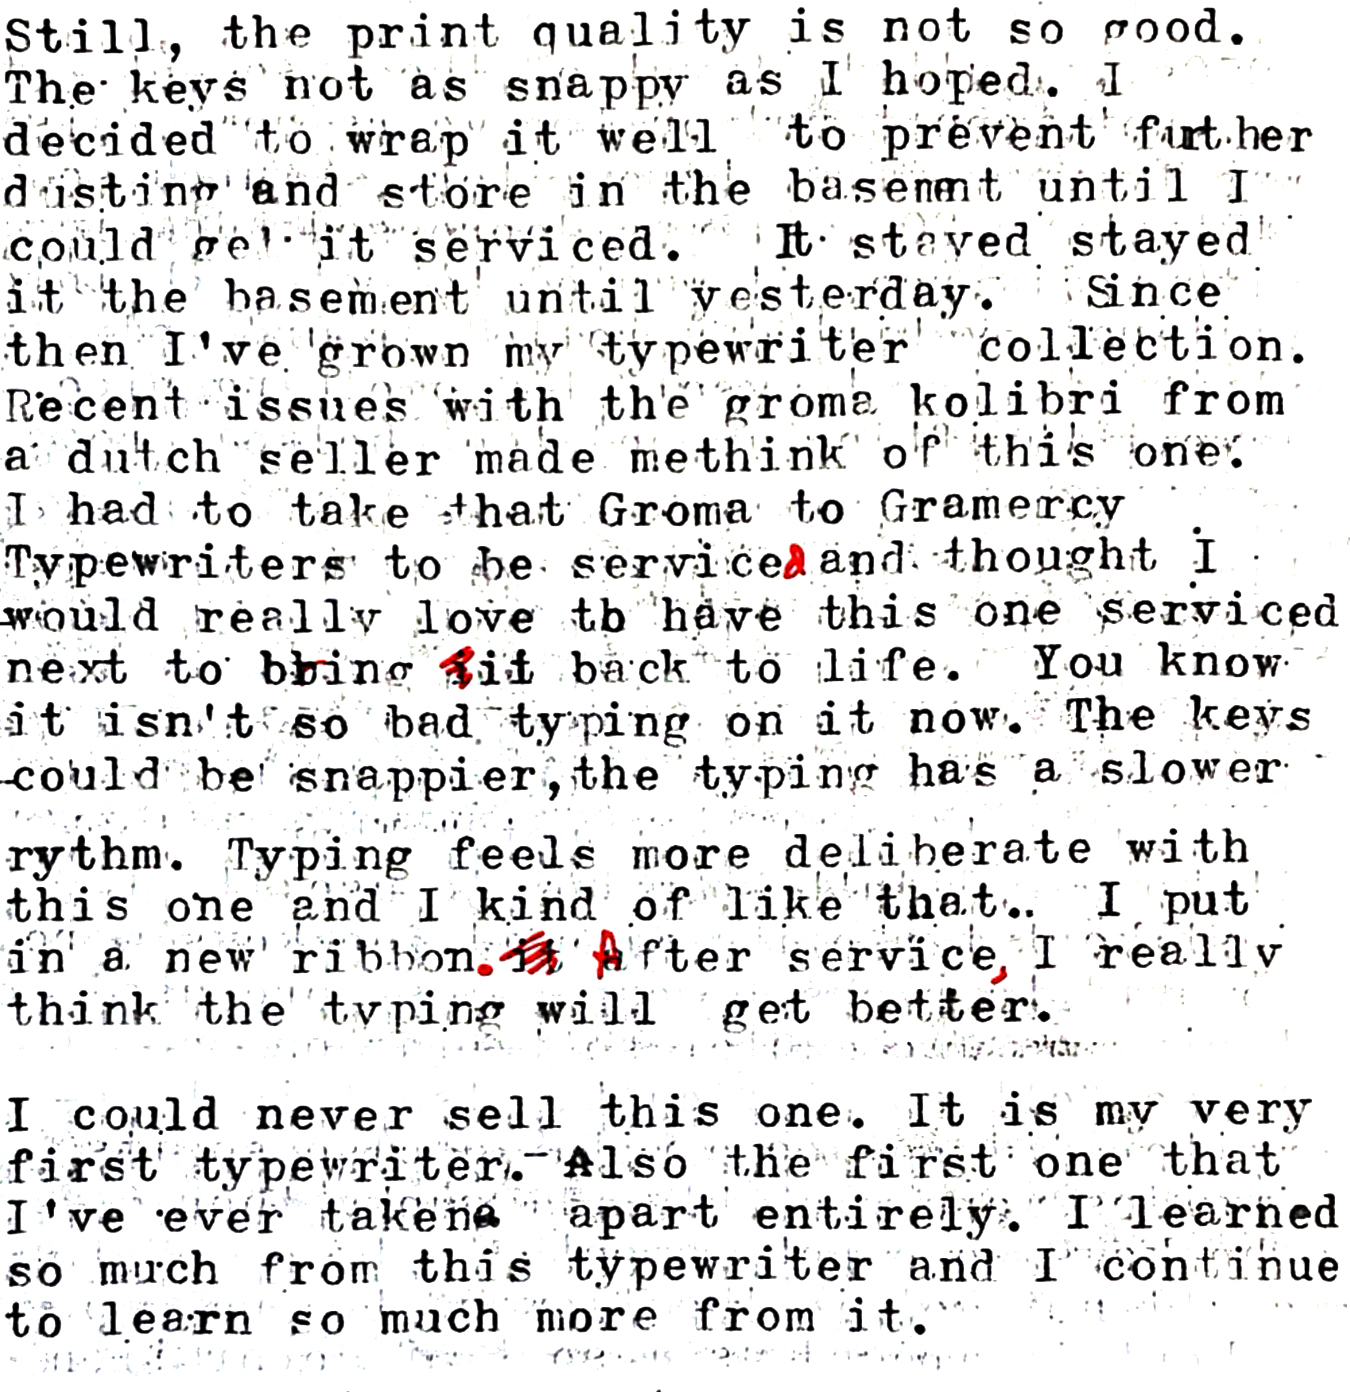 Still, the print quality is not so good.
The keys not as snappy as I hoped. I
decided to wrap it well to prevent furt.her
dusting and store in the basenmt until I
could get it serviced. It stayed stayed
it the basement until yesterday. Since
then I've grown my typewriter collection.
Recent issues with the groma kolibri from
a dutch seller made methink of this one.
I had to take that Groma to Gramercy
Typewriters to be serviced and thought I
would really love to have this one serviced
next to bring it back to life. You know
it isn't so bad typing on it now. The keys
could be snappier,the typing has a slower
rythm. Typing feels more deliberate with
this one and I kind of like that.. I put
in a new ribbon. After service, I really
think the typing will get better.
I could never sell this one. It is my very
first typewriter. Also the first one that
I've ever taken apart entirely. I learned
so much from this typewriter and I continue
to learn so much more from it.